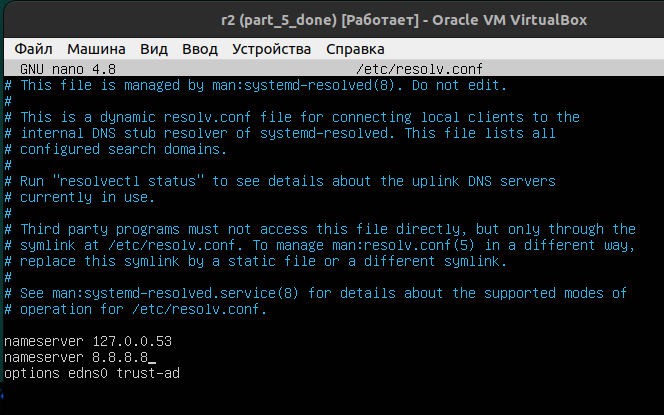 r2 (part_5_done) [Работает] - Oracle VM VirtualBox
Файл Машина Вид Ввод Устройства Справка
GNU nano 4.8 /etc/resolv.conf
# This file is managed by man:systemd-resolved(8). Do not edit.
#
# This is a dynamic resolv.conf file for connecting local clients to the
# internal DNS stub resolver of systemd-resolved. This file lists all
# configured search domains.
#
# Run "resolvectl status" to see details about the uplink DNS servers
# currently in use.
#
# Third party programs must not access this file directly, but only through the
# symlink at /etc/resolv.conf. To manage man:resolv.conf(5) in a different way,
# replace this symlink by a static file or a different symlink.
#
# See man:systemd-resolved.service(8) for details about the supported modes of
# operation for /etc/resolv.conf.
nameserver 127.0.0.53
nameserver 8.8.8.8
options edns0 trust-ad